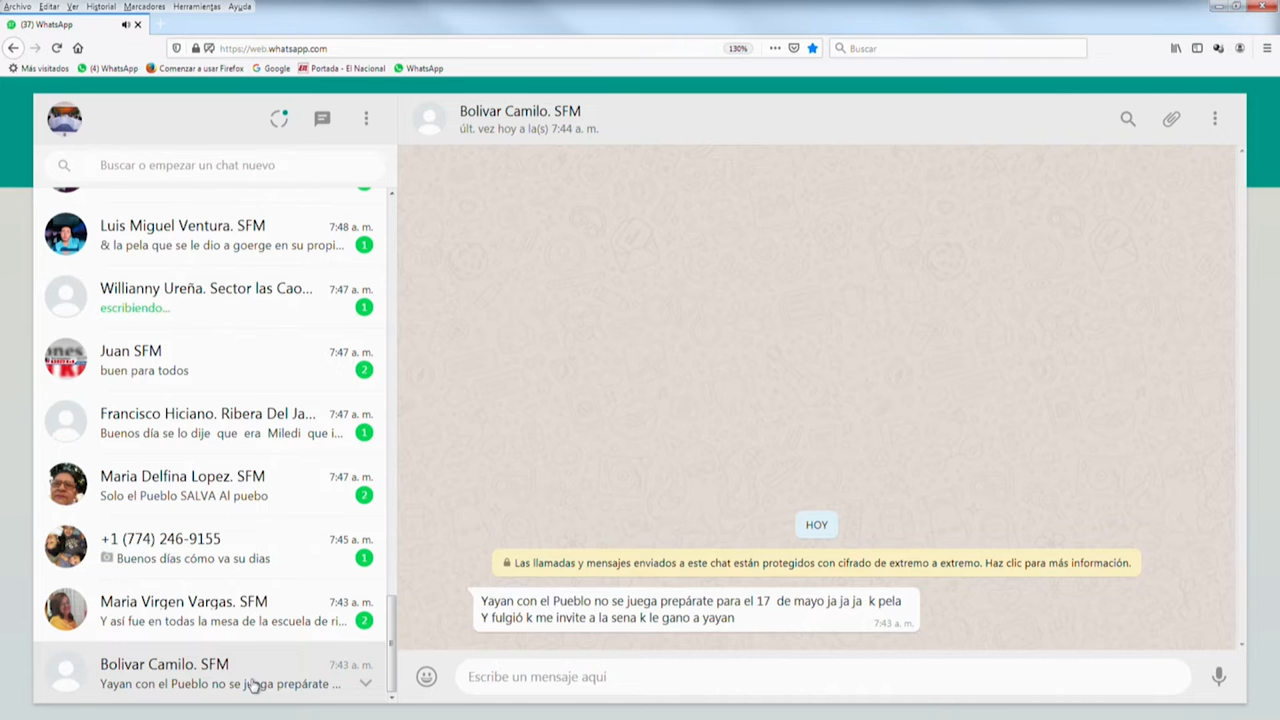 Archivo Editar Ver Historial Marcadores Herramientas Ayuda
(37) WhatsApp
https://web.whatsapp.com
130%
Buscar
Más visitados (4) WhatsApp Comenzar a usar Firefox Google Portada - El Nacional WhatsApp
Buscar o empezar un chat nuevo
Luis Miguel Ventura. SFM 7:48 a. m.
& la pela que se le dio a goerge en su propi... 1
Willianny Ureña. Sector las Cao... 7:47 a. m.
escribiendo... 1
Juan SFM 7:47 a. m.
buen para todos 2
Francisco Hiciano. Ribera Del Ja... 7:47 a. m.
Buenos día se lo dije que era Miledi que i... 1
Maria Delfina Lopez. SFM 7:47 a. m.
Solo el Pueblo SALVA Al puebo 2
+1 (774) 246-9155 7:45 a. m.
Buenos días cómo va su dias 1
Maria Virgen Vargas. SFM 7:43 a. m.
Y así fue en todas la mesa de la escuela de ri... 2
Bolivar Camilo. SFM 7:43 a. m.
Yayan con el Pueblo no se juega prepárate ...
Bolivar Camilo. SFM
últ. vez hoy a la(s) 7:44 a. m.
HOY
Las llamadas y mensajes enviados a este chat están protegidos con cifrado de extremo a extremo. Haz clic para más información.
Yayan con el Pueblo no se juega prepárate para el 17 de mayo ja ja ja k pela
Y fulgió k me invite a la sena k le gano a yayan
7:43 a. m.
Escribe un mensaje aquí